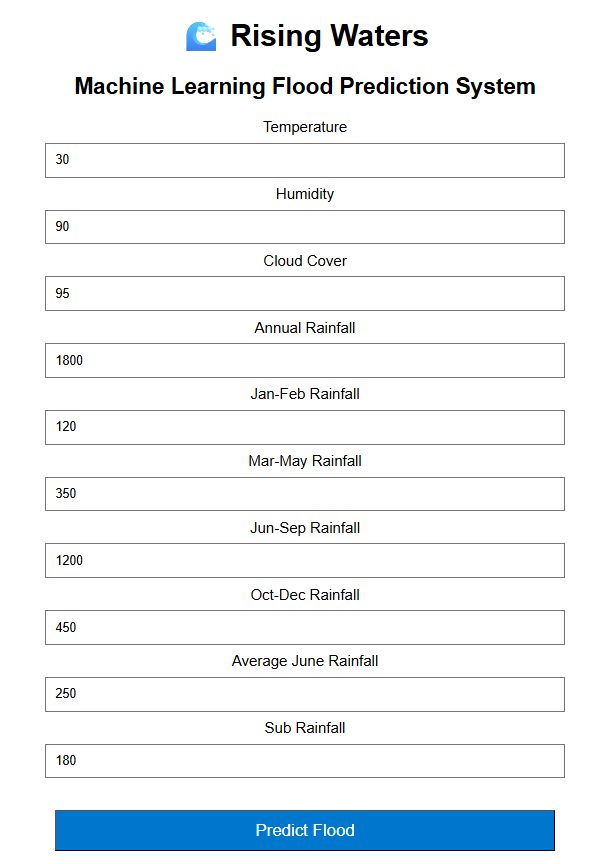 Rising Waters
Machine Learning Flood Prediction System
Temperature
30
Humidity
90
Cloud Cover
95
Annual Rainfall
1800
Jan-Feb Rainfall
120
Mar-May Rainfall
350
Jun-Sep Rainfall
1200
Oct-Dec Rainfall
450
Average June Rainfall
250
Sub Rainfall
180
Predict Flood